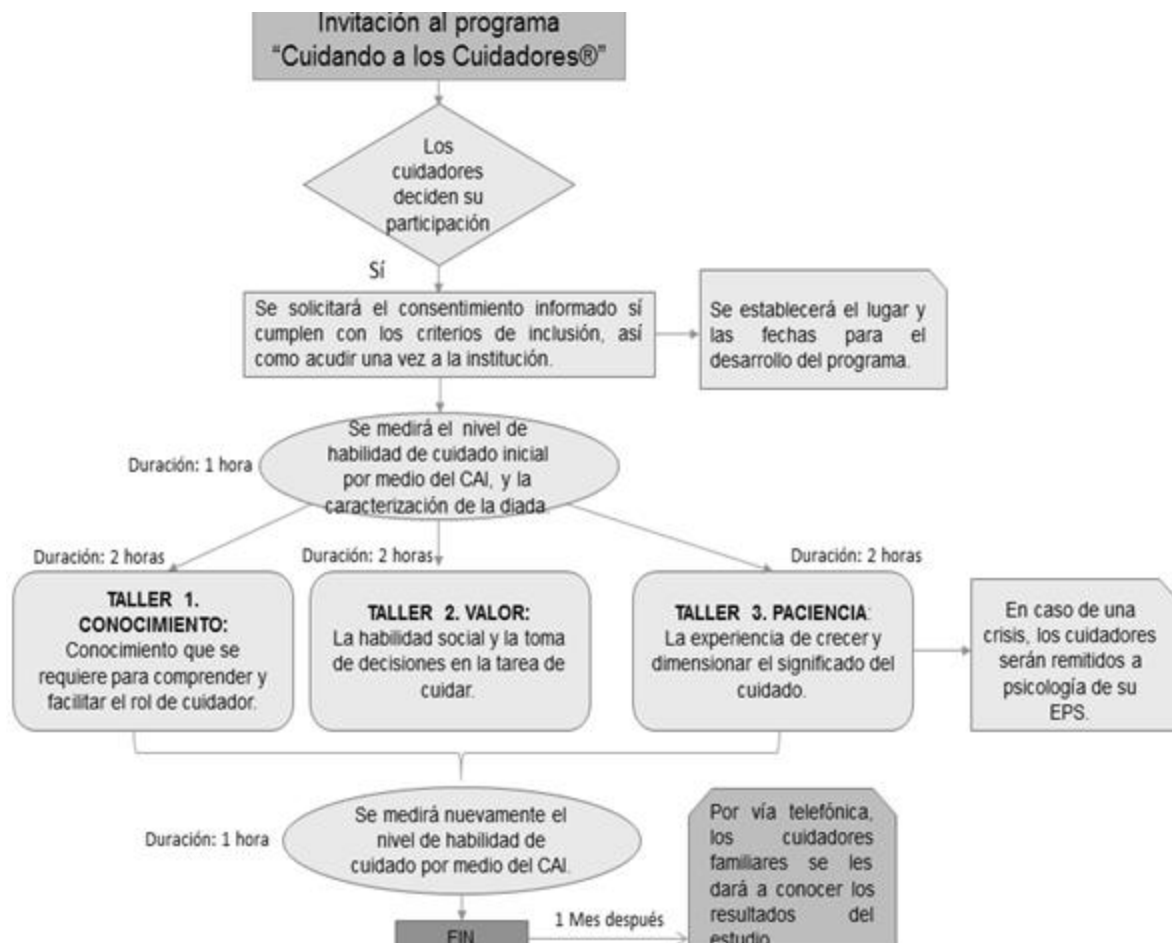 Invitación al programa
“Cuidando a los Cuidadores®”
Los
cuidadores
deciden su
participación
Sí
Se solicitará el consentimiento informado sí
cumplen con los criterios de inclusión, así
como acudir una vez a la institución.
Se establecerá el lugar y
las fechas para el
desarrollo del programa.
Duración: 1 hora
Se medirá el nivel de
habilidad de cuidado inicial
por medio del CAI, y la
caracterización de la diada.
Duración: 2 horas
Duración: 2 horas
Duración: 2 horas
TALLER 1.
CONOCIMIENTO:
Conocimiento que se
requiere para comprender y
facilitar el rol de cuidador.
TALLER 2. VALOR:
La habilidad social y la toma
de decisiones en la tarea de
cuidar.
TALLER 3. PACIENCIA:
La experiencia de crecer y
dimensionar el significado del
cuidado.
En caso de una
crisis, los cuidadores
serán remitidos a
psicología de su
EPS.
Duración: 1 hora
Se medirá nuevamente el
nivel de habilidad de
cuidado por medio del CAI.
Por vía telefónica,
los cuidadores
familiares se les
dará a conocer los
resultados del
estudio
FIN
1 Mes después